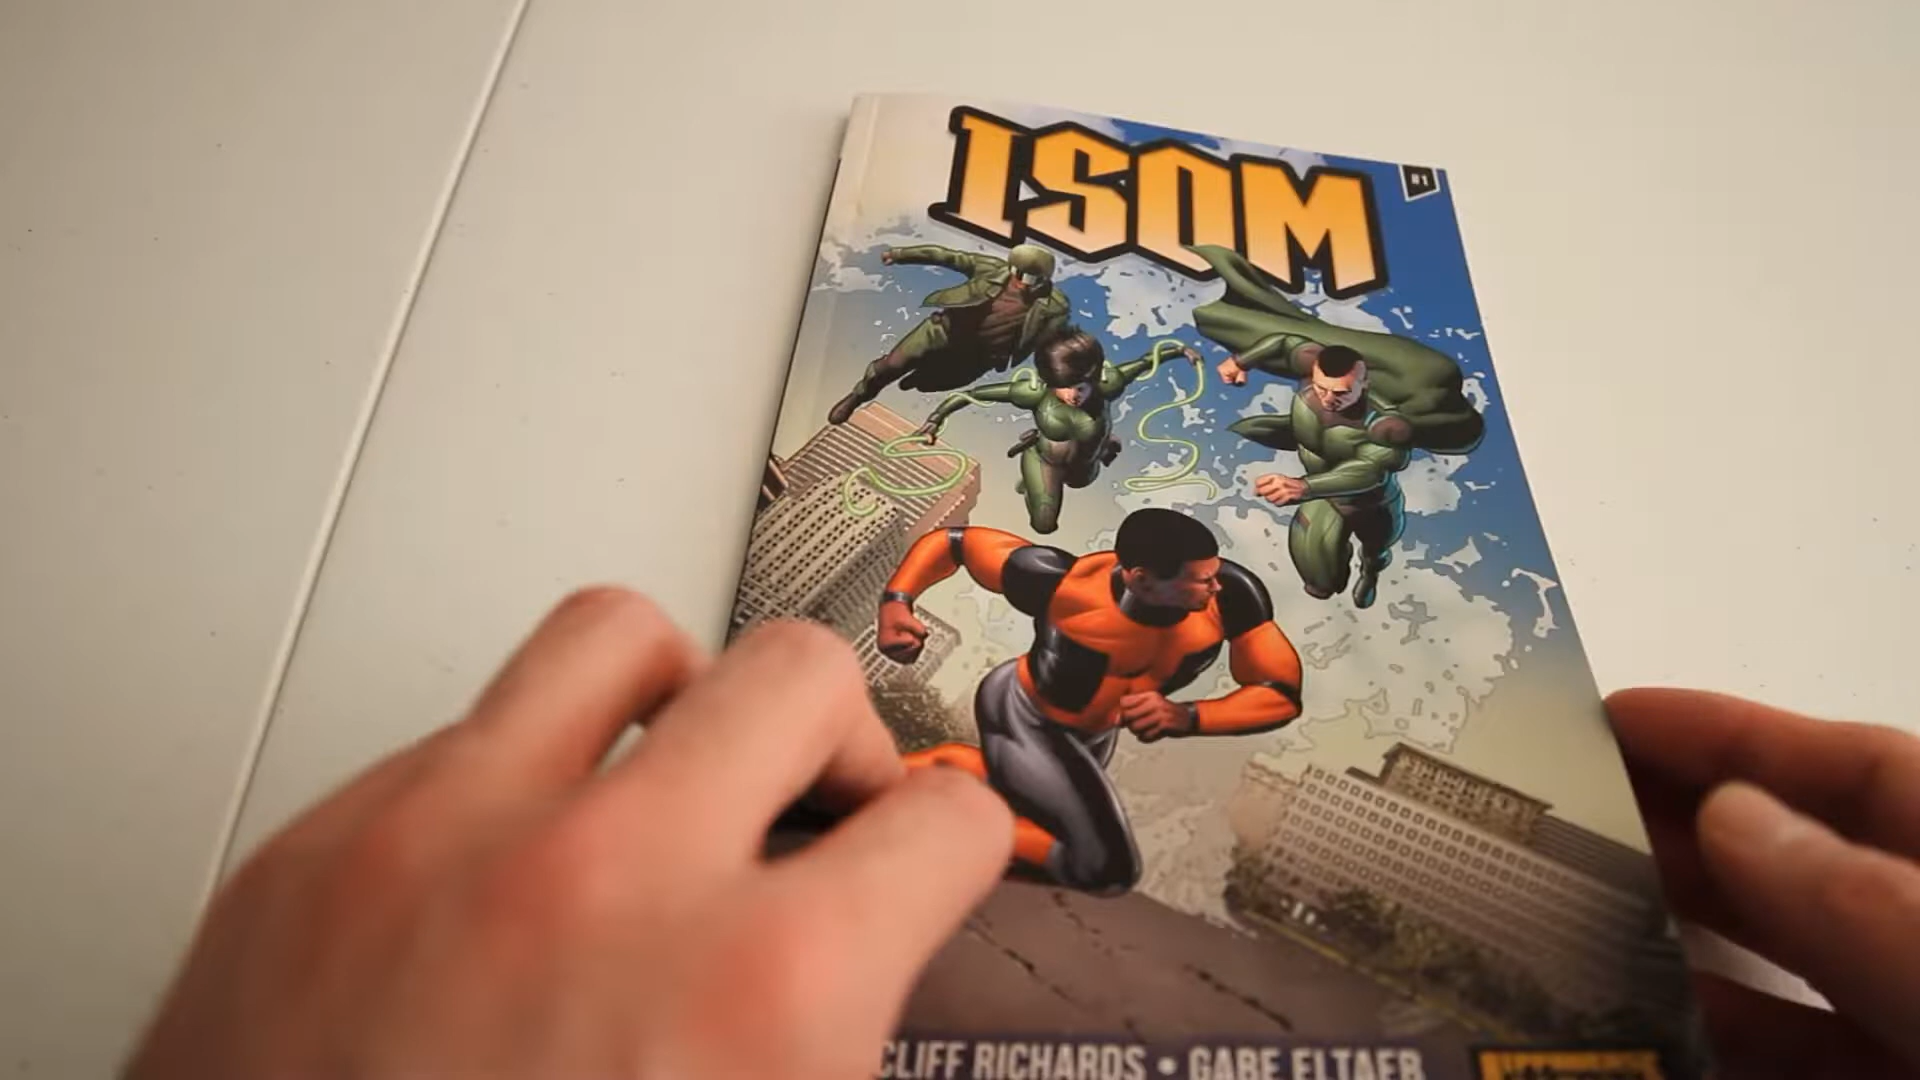 ISOM
#1
CLIFF RICHARDS • GABE ELTAEB